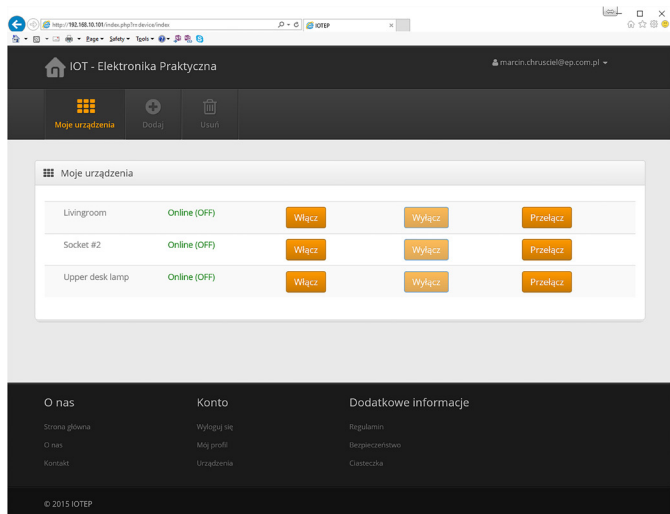 http://192.168.10.101/index.php?r=device/index
IOTEP
Page Safety Tools
IOT - Elektronika Praktyczna
marcin.chrusciel@ep.com.pl
Moje urządzenia Dodaj Usuń
Moje urządzenia
Livingroom Online (OFF) Włącz Wyłącz Przełącz
Socket #2 Online (OFF) Włącz Wyłącz Przełącz
Upper desk lamp Online (OFF) Włącz Wyłącz Przełącz
O nas Konto Dodatkowe informacje
Strona główna Wyloguj się Regulamin
O nas Mój profil Bezpieczeństwo
Kontakt Urządzenia Ciasteczka
© 2015 IOTEP